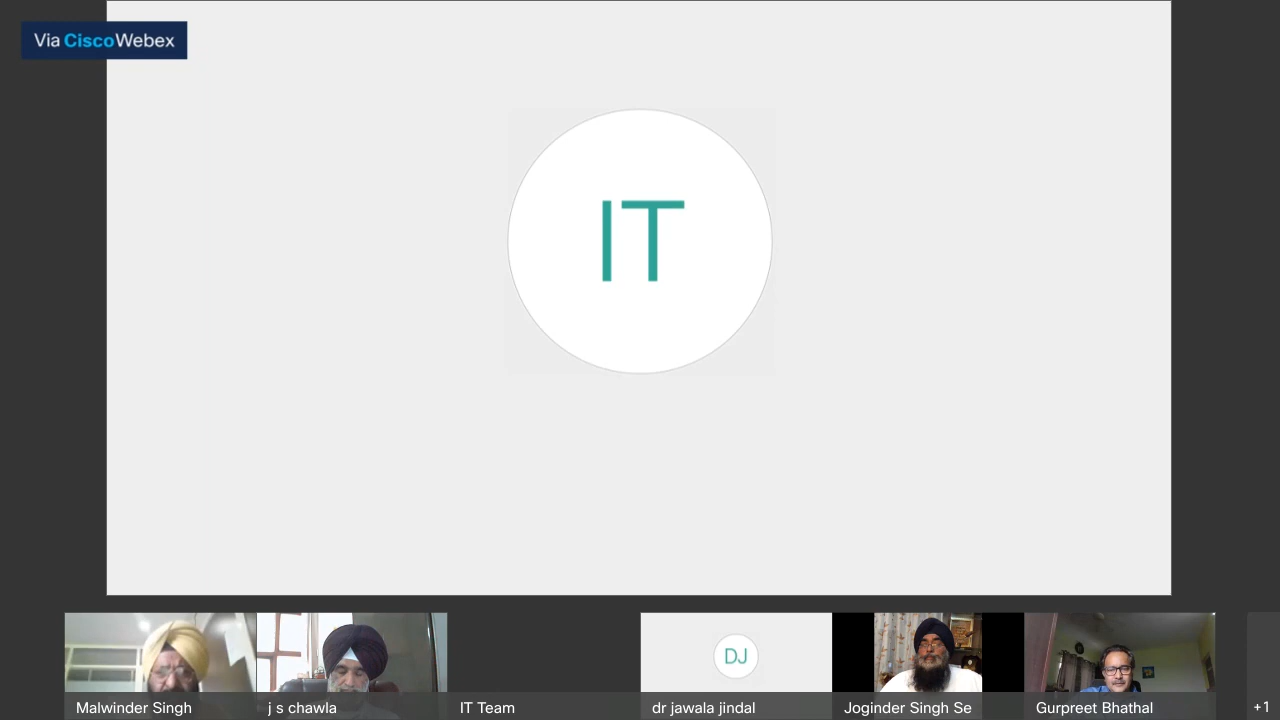 Via CiscoWebex
IT
DJ
Malwinder Singh
j s chawla
IT Team
dr jawala jindal
Joginder Singh Se
Gurpreet Bhathal
+1